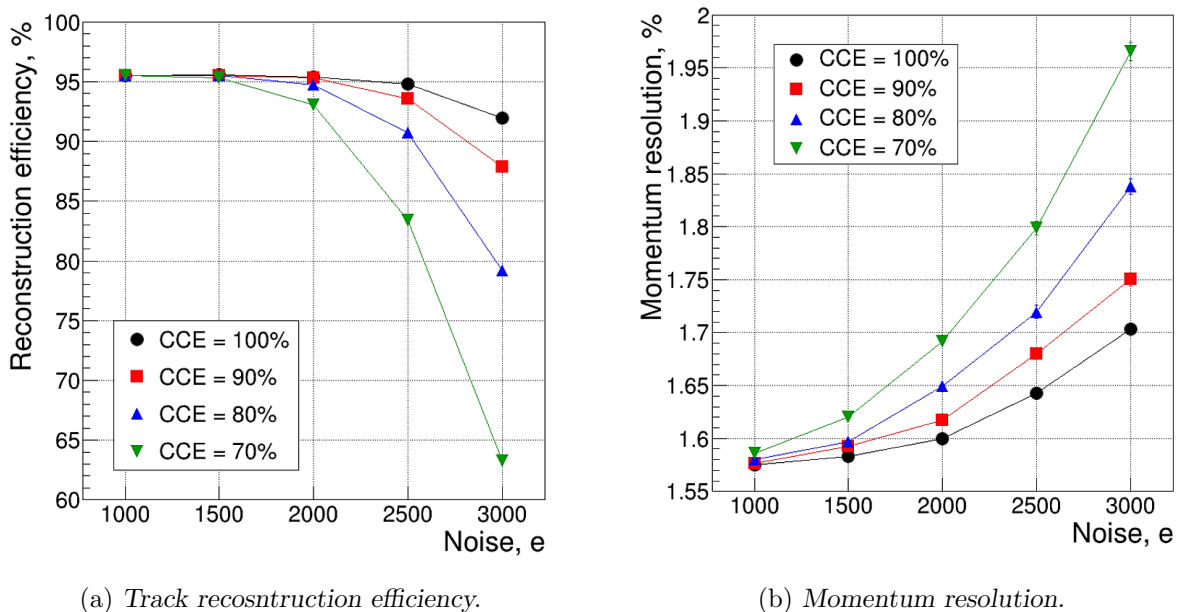 Reconstruction efficiency, %
100
95
90
85
80
75
70
65
60
CCE = 100%
CCE = 90%
CCE = 80%
CCE = 70%
1000 1500 2000 2500 3000
Noise, e
(a) Track recosntruction efficiency.
Momentum resolution, %
2
1.95
1.9
1.85
1.8
1.75
1.7
1.65
1.6
1.55
CCE = 100%
CCE = 90%
CCE = 80%
CCE = 70%
1000 1500 2000 2500 3000
Noise, e
(b) Momentum resolution.